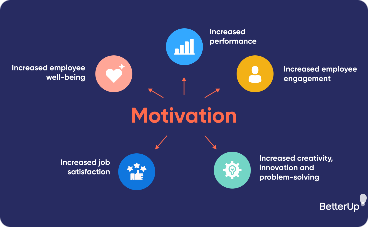 Increased
performance
Increased employee
well-being
Increased employee
engagement
Motivation
Increased job
satisfaction
Increased creativity,
innovation and
problem-solving
BetterUp